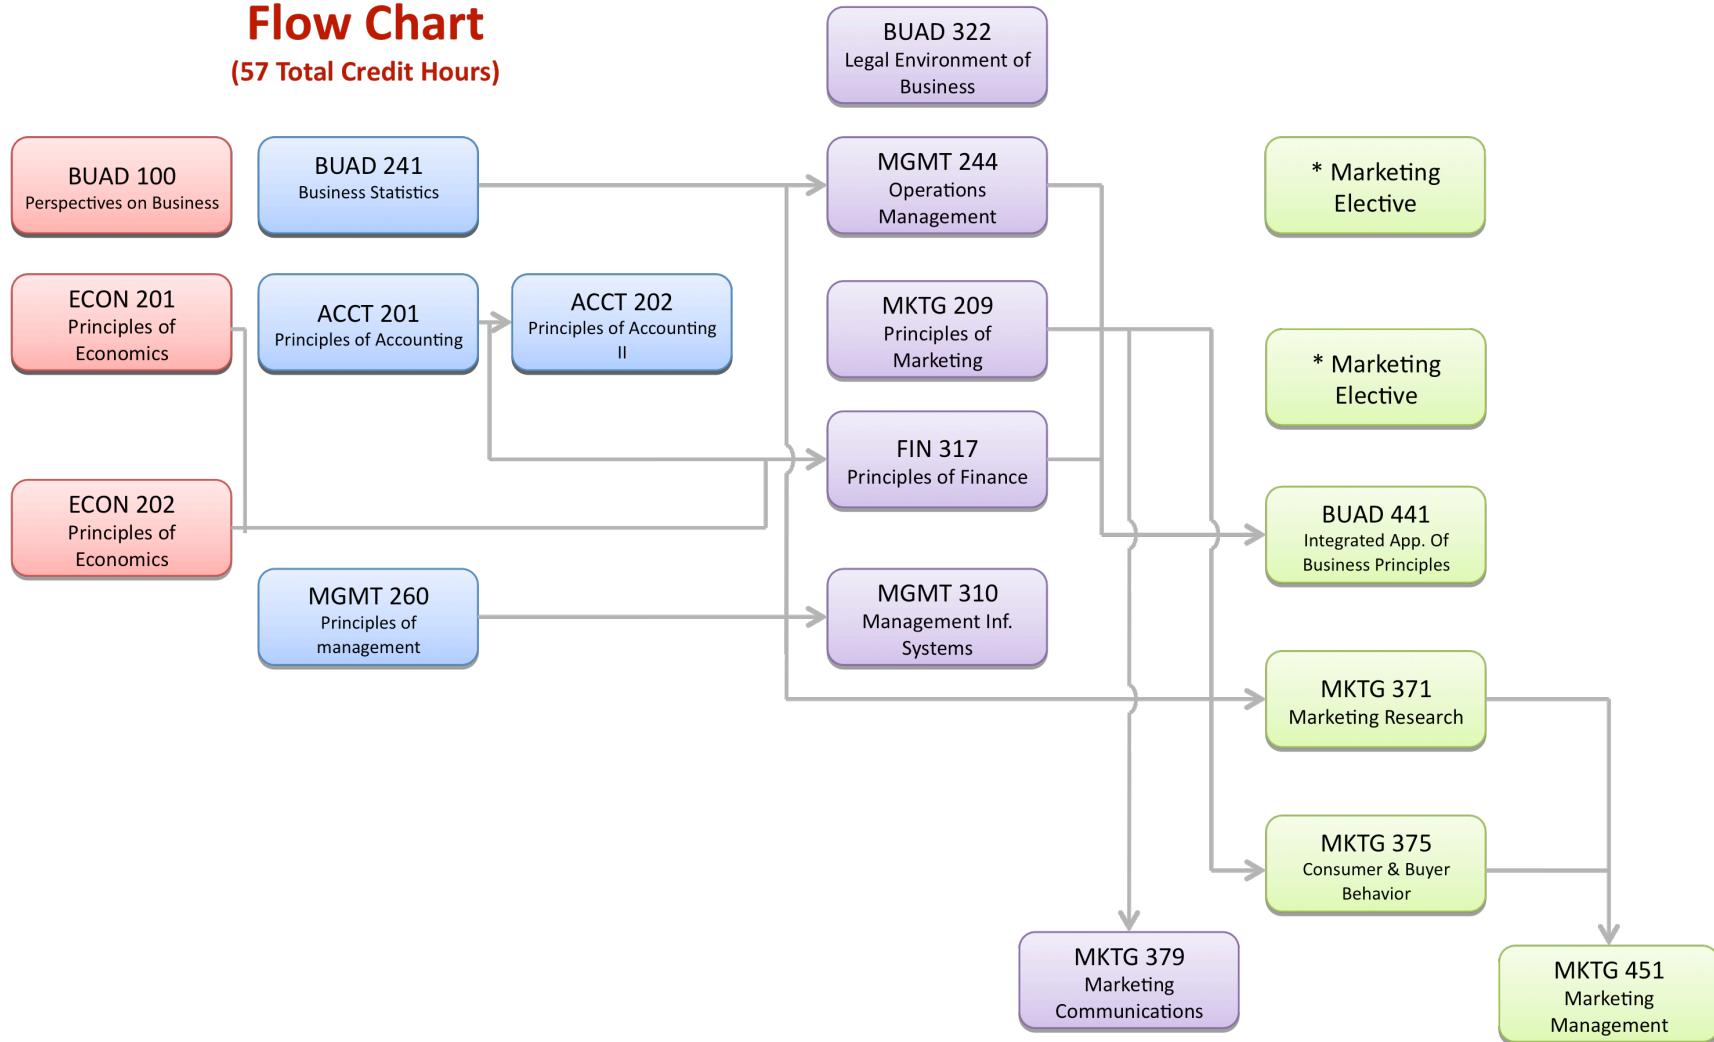 Flow Chart
(57 Total Credit Hours)
BUAD 322
Legal Environment of
Business
BUAD 100
Perspectives on Business
BUAD 241
Business Statistics
MGMT 244
Operations
Management
* Marketing
Elective
ECON 201
Principles of
Economics
ACCT 201
Principles of Accounting
ACCT 202
Principles of Accounting
II
MKTG 209
Principles of
Marketing
* Marketing
Elective
FIN 317
Principles of Finance
ECON 202
Principles of
Economics
BUAD 441
Integrated App. Of
Business Principles
MGMT 260
Principles of
management
MGMT 310
Management Inf.
Systems
MKTG 371
Marketing Research
MKTG 375
Consumer & Buyer
Behavior
MKTG 379
Marketing
Communications
MKTG 451
Marketing
Management